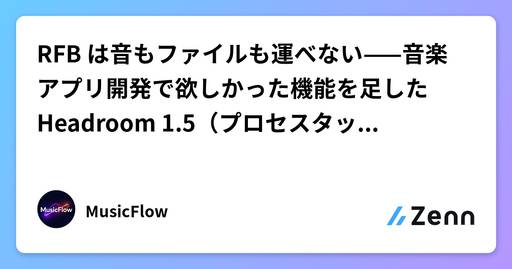 RFB は音もファイルも運べない——音楽
アプリ開発で欲しかった機能を足した
Headroom 1.5（プロセスタッ...
MusicFlow
MusicFlow
Zenn